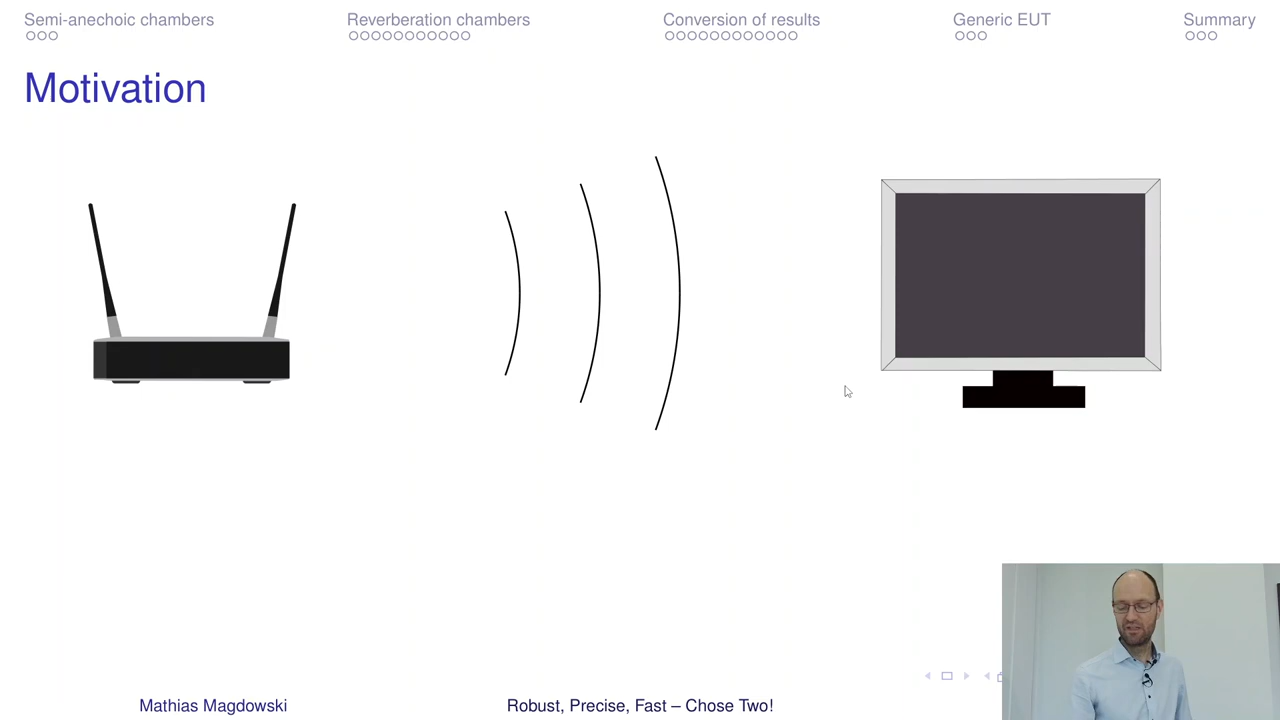 Semi-anechoic chambers
Reverberation chambers
Conversion of results
Generic EUT
Summary
Motivation
Mathias Magdowski
Robust, Precise, Fast – Chose Two!